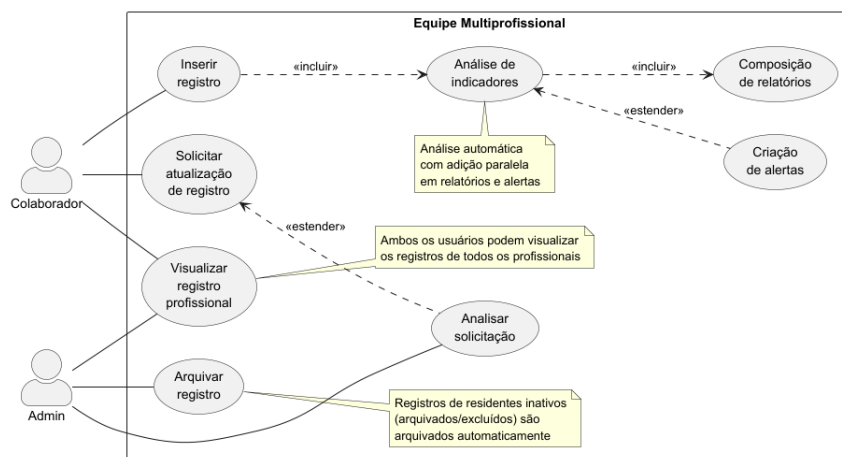 Equipe Multiprofissional
Inserir
registro
«incluir»
Análise de
indicadores
«incluir»
Composição
de relatórios
«estender»
Análise automática
com adição paralela
em relatórios e alertas
Criação
de alertas
Colaborador
Solicitar
atualização
de registro
«estender»
Ambos os usuários podem visualizar
os registros de todos os profissionais
Visualizar
registro
profissional
Analisar
solicitação
Admin
Arquivar
registro
Registros de residentes inativos
(arquivados/excluídos) são
arquivados automaticamente